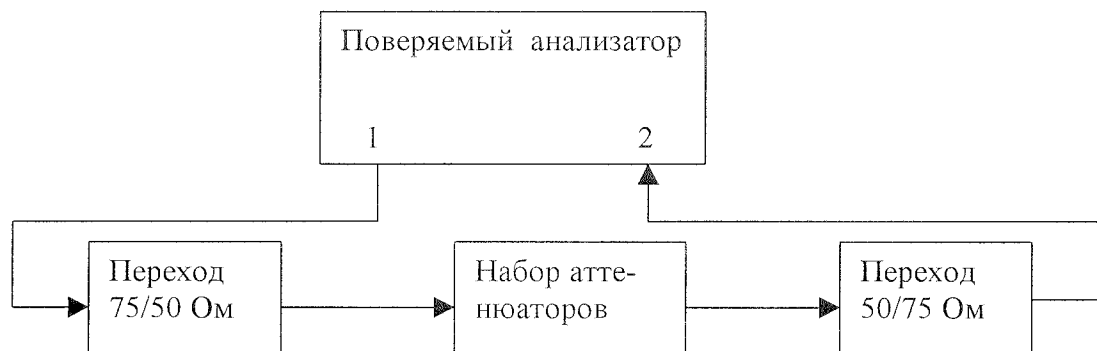 Поверяемый анализатор
1 2
Переход
75/50 Ом
Набор атте-
нюаторов
Переход
50/75 Ом